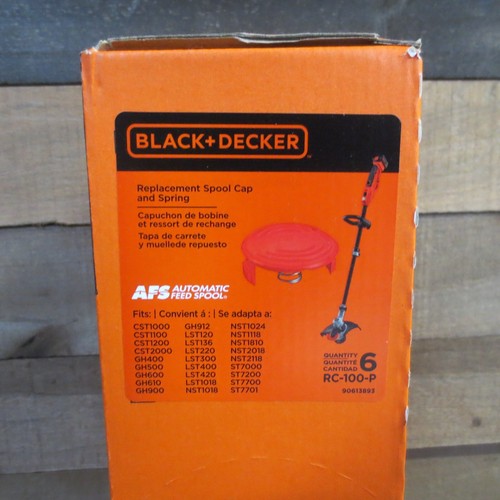 BLACK+DECKER
Replacement Spool Cap
and Spring
Capuchon de bobine
et ressort de rechange
Tapa de carrete
y muellede repuesto
AFS AUTOMATIC
FEED SPOOL®
Fits: | Convient á : | Se adapta a:
CST1000 GH912 NST1024
CST1100 LST120 NST1118
CST1200 LST136 NST1810
CST2000 LST220 NST2018
GH400 LST300 NST2118
GH500 LST400 ST7000
GH600 LST420 ST7200
GH610 LST1018 ST7700
GH900 NST1018 ST7701
QUANTITY
QUANTITÉ
CANTIDAD
6
RC-100-P
90613693